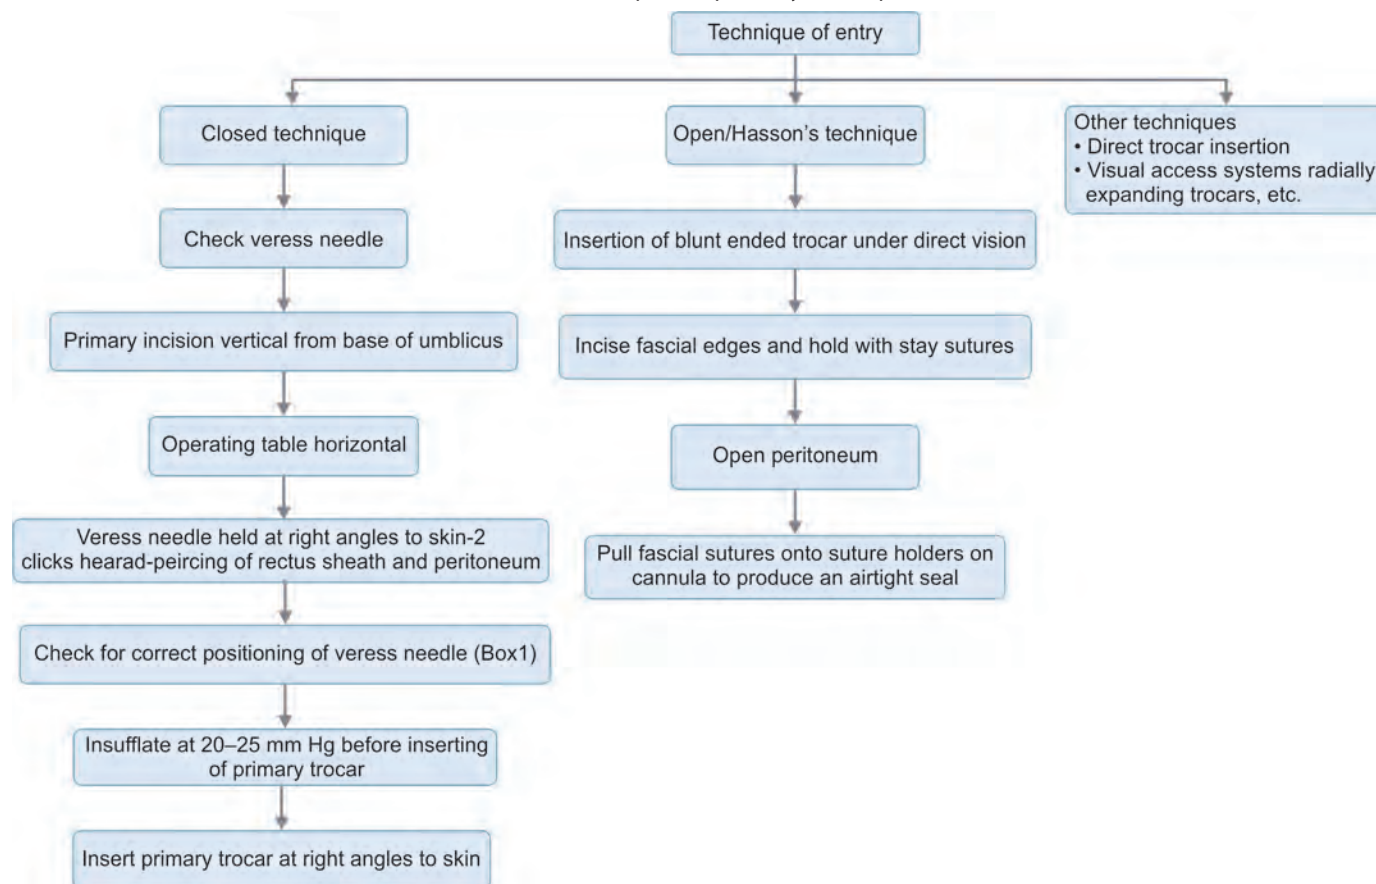 Technique of entry
Closed technique
Check veress needle
Primary incision vertical from base of umblicus
Operating table horizontal
Veress needle held at right angles to skin-2
clicks hearad-peircing of rectus sheath and peritoneum
Check for correct positioning of veress needle (Box1)
Insufflate at 20–25 mm Hg before inserting
of primary trocar
Insert primary trocar at right angles to skin
Open/Hasson's technique
Insertion of blunt ended trocar under direct vision
Incise fascial edges and hold with stay sutures
Open peritoneum
Pull fascial sutures onto suture holders on
cannula to produce an airtight seal
Other techniques
• Direct trocar insertion
• Visual access systems radially
expanding trocars, etc.